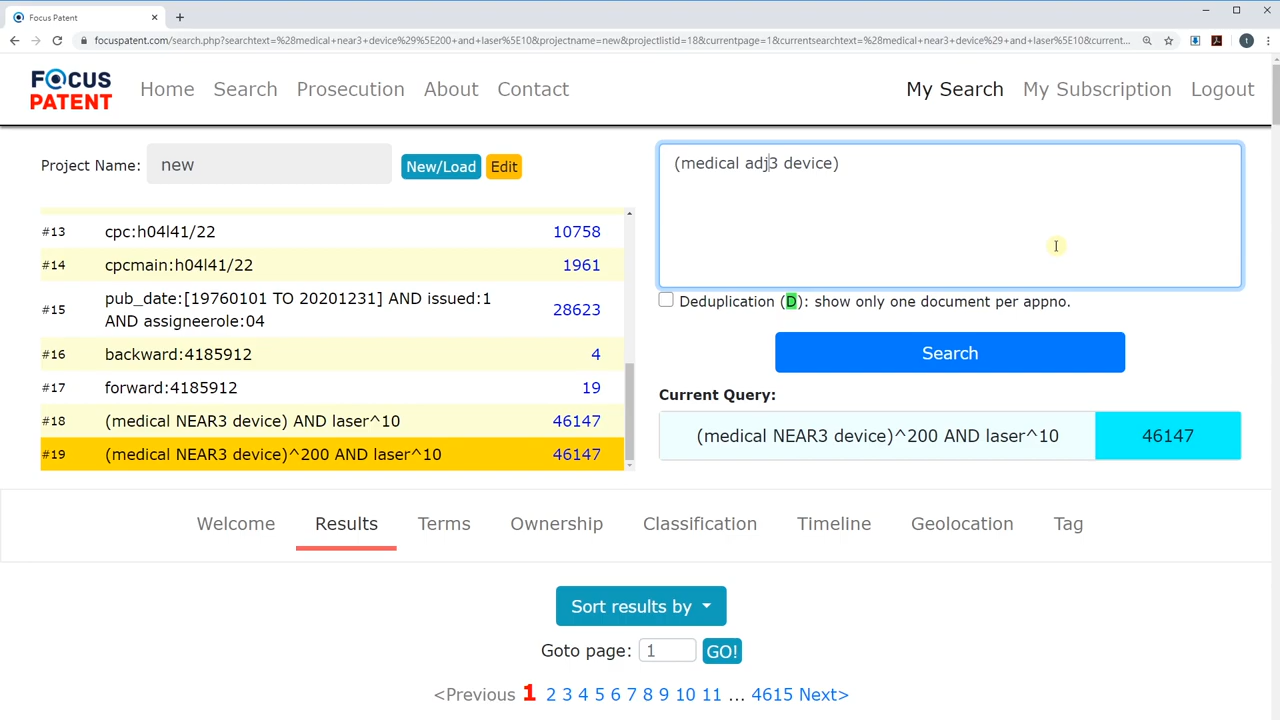 Focus Patent
focuspatent.com/search.php?searchtext=%28medical+near3+device%29%5E200+and+laser%5E10&projectname=new&projectlistid=18&currentpage=1&currentsearchtext=%28medical+near3+device%29+and+laser%5E10&current...
t
FOCUS
PATENT
Home Search Prosecution About Contact My Search My Subscription Logout
Project Name: new New/Load Edit
#13 cpc:h04l41/22 10758
#14 cpcmain:h04l41/22 1961
#15 pub_date:[19760101 TO 20201231] AND issued:1
AND assigneerole:04 28623
#16 backward:4185912 4
#17 forward:4185912 19
#18 (medical NEAR3 device) AND laser^10 46147
#19 (medical NEAR3 device)^200 AND laser^10 46147
(medical adj3 device)
Deduplication (D): show only one document per appno.
Search
Current Query:
(medical NEAR3 device)^200 AND laser^10 46147
Welcome Results Terms Ownership Classification Timeline Geolocation Tag
Sort results by
Goto page: 1 GO!
<Previous 1 2 3 4 5 6 7 8 9 10 11 ... 4615 Next>